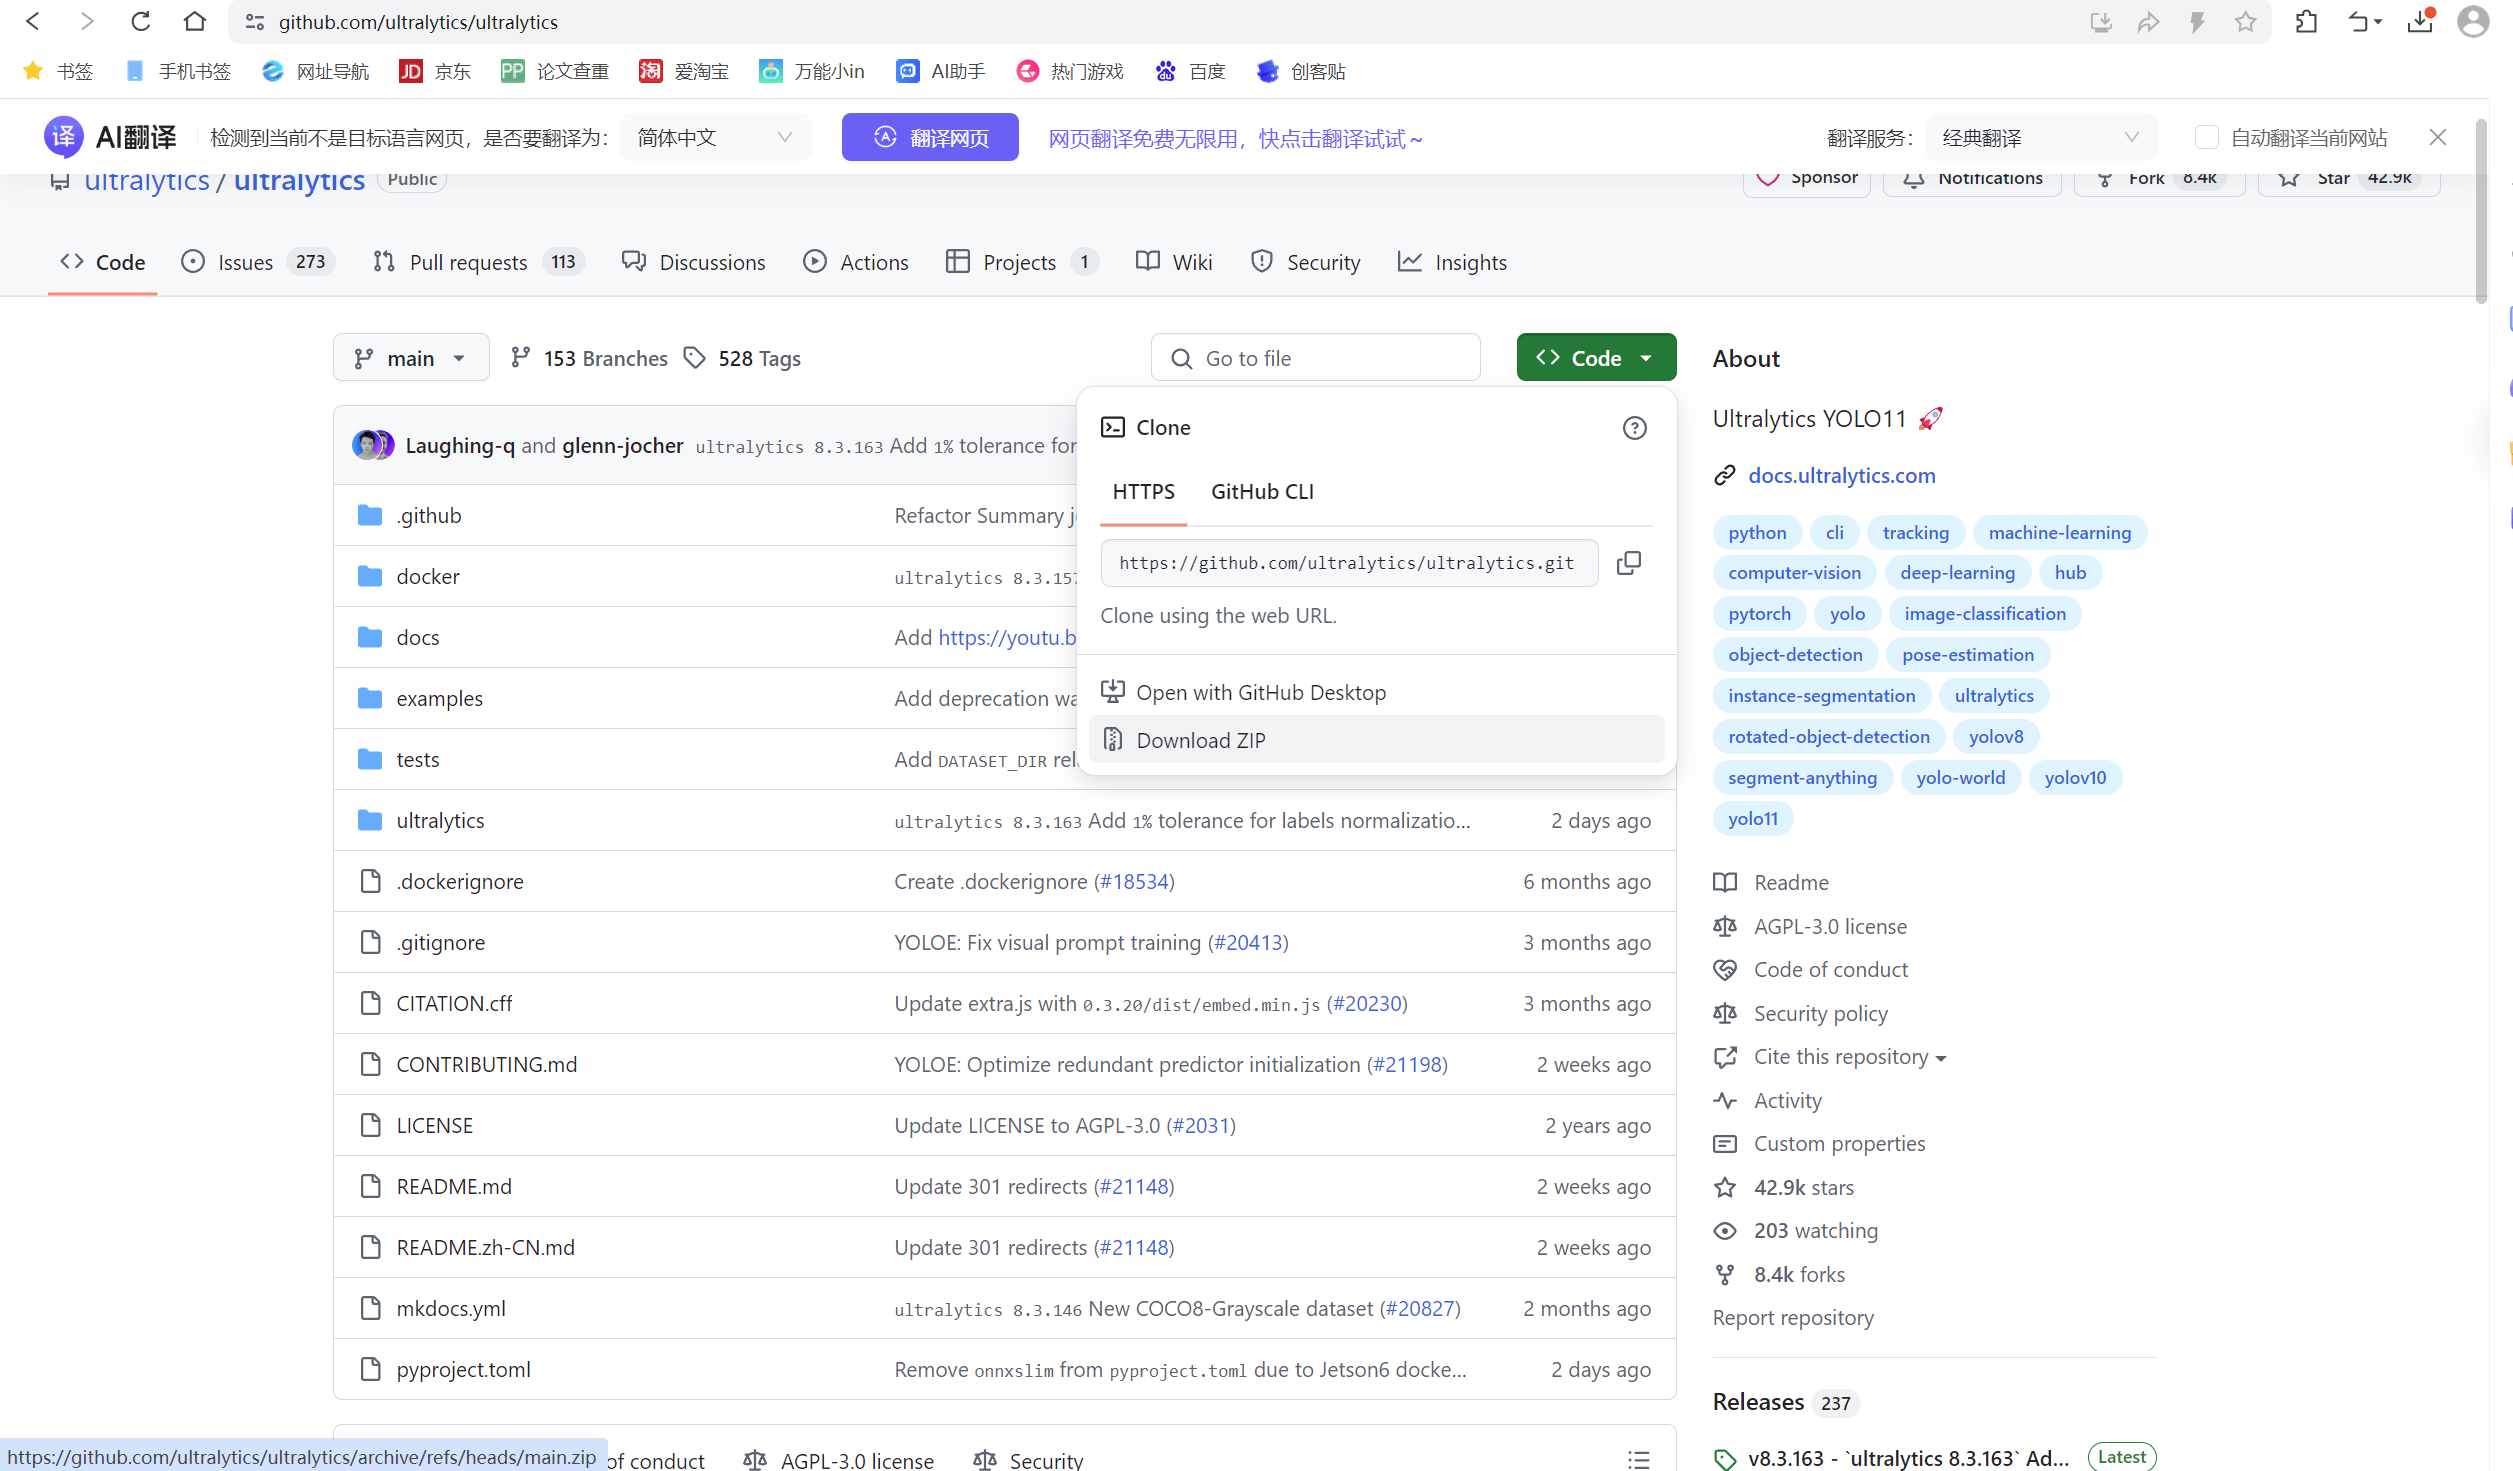 github.com/ultralytics/ultralytics
书签 手机书签 网址导航 JD 京东 PP 论文查重 淘 爱淘宝 万能小in AI助手 热门游戏 du 百度 创客贴
译 AI翻译 检测到当前不是目标语言网页，是否要翻译为： 简体中文 翻译网页 网页翻译免费无限用，快点击翻译试试～ 翻译服务： 经典翻译 自动翻译当前网站
ultralytics / ultralytics Public Sponsor Notifications Fork 8.4k Star 42.9k
Code Issues 273 Pull requests 113 Discussions Actions Projects 1 Wiki Security Insights
main 153 Branches 528 Tags Go to file Code
Laughing-q and glenn-jocher ultralytics 8.3.163 Add 1% tolerance for
.github Refactor Summary
docker ultralytics 8.3.157
docs Add https://youtu.b
examples Add deprecation wa
tests Add DATASET_DIR rel
ultralytics ultralytics 8.3.163 Add 1% tolerance for labels normalizatio... 2 days ago
.dockerignore Create .dockerignore (#18534) 6 months ago
.gitignore YOLOE: Fix visual prompt training (#20413) 3 months ago
CITATION.cff Update extra.js with 0.3.20/dist/embed.min.js (#20230) 3 months ago
CONTRIBUTING.md YOLOE: Optimize redundant predictor initialization (#21198) 2 weeks ago
LICENSE Update LICENSE to AGPL-3.0 (#2031) 2 years ago
README.md Update 301 redirects (#21148) 2 weeks ago
README.zh-CN.md Update 301 redirects (#21148) 2 weeks ago
mkdocs.yml ultralytics 8.3.146 New COCO8-Grayscale dataset (#20827) 2 months ago
pyproject.toml Remove onnxslim from pyproject.toml due to Jetson6 docke... 2 days ago
Clone
HTTPS GitHub CLI
https://github.com/ultralytics/ultralytics.git
Clone using the web URL.
Open with GitHub Desktop
Download ZIP
About
Ultralytics YOLO11 🚀
docs.ultralytics.com
python cli tracking machine-learning
computer-vision deep-learning hub
pytorch yolo image-classification
object-detection pose-estimation
instance-segmentation ultralytics
rotated-object-detection yolov8
segment-anything yolo-world yolov10
yolo11
Readme
AGPL-3.0 license
Code of conduct
Security policy
Cite this repository
Activity
Custom properties
42.9k stars
203 watching
8.4k forks
Report repository
Releases 237
v8.3.163 - `ultralytics 8.3.163` Ad... Latest
https://github.com/ultralytics/ultralytics/archive/refs/heads/main.zip of conduct AGPL-3.0 license Security